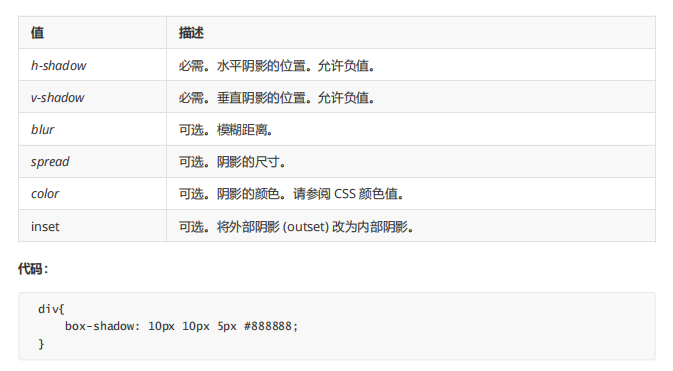 值 描述
h-shadow 必需。水平阴影的位置。允许负值。
v-shadow 必需。垂直阴影的位置。允许负值。
blur 可选。模糊距离。
spread 可选。阴影的尺寸。
color 可选。阴影的颜色。请参阅 CSS 颜色值。
inset 可选。将外部阴影 (outset) 改为内部阴影。
代码：
div{
    box-shadow: 10px 10px 5px #888888;
}